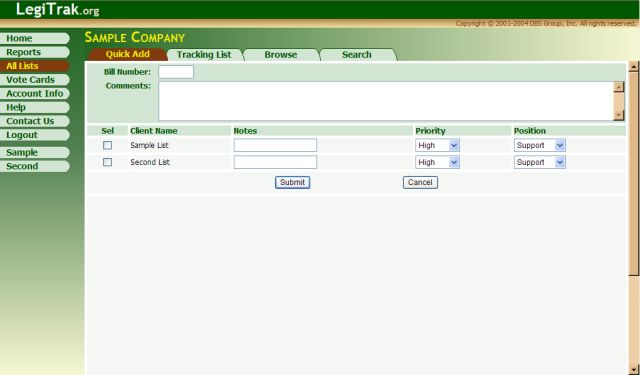 LegiTrak.org
Copyright © 2001-2004 DBS Group, Inc. All rights reserved.
Home
Reports
All Lists
Vote Cards
Account Info
Help
Contact Us
Logout
Sample
Second
SAMPLE COMPANY
Quick Add Tracking List Browse Search
Bill Number:
Comments:
Sel Client Name Notes Priority Position
Sample List High Support
Second List High Support
Submit Cancel